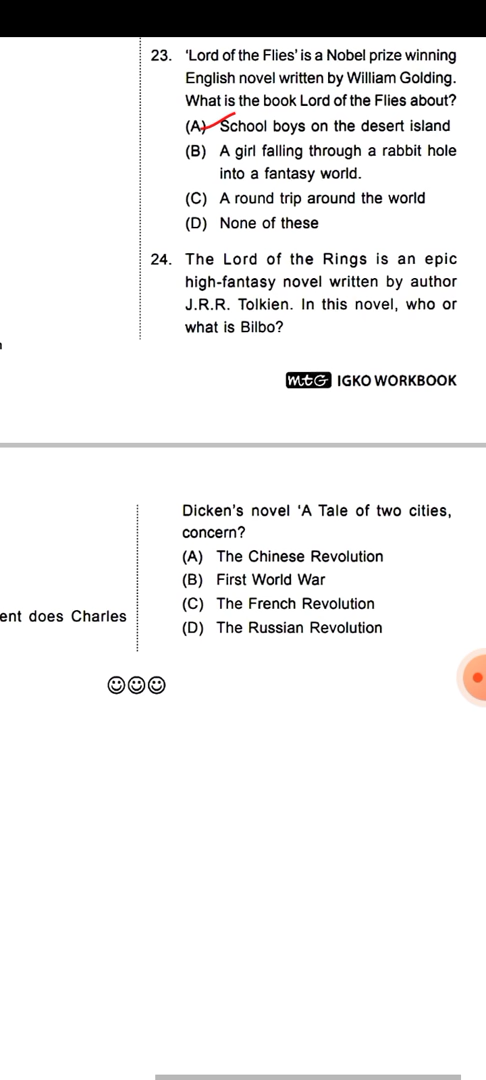 23. 'Lord of the Flies' is a Nobel prize winning
English novel written by William Golding.
What is the book Lord of the Flies about?
(A) School boys on the desert island
(B) A girl falling through a rabbit hole
into a fantasy world.
(C) A round trip around the world
(D) None of these
24. The Lord of the Rings is an epic
high-fantasy novel written by author
J.R.R. Tolkien. In this novel, who or
what is Bilbo?
mtG IGKO WORKBOOK
ent does Charles
Dicken's novel 'A Tale of two cities,
concern?
(A) The Chinese Revolution
(B) First World War
(C) The French Revolution
(D) The Russian Revolution